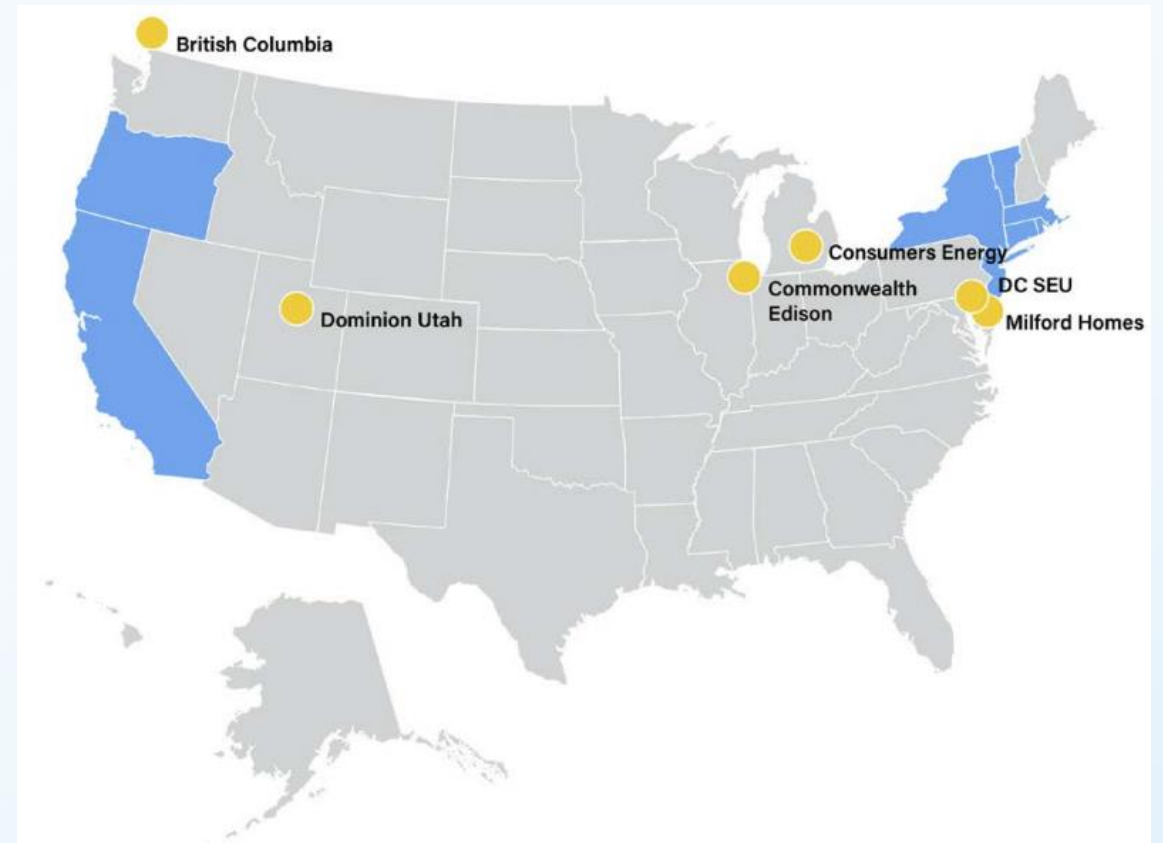 British Columbia
Consumers Energy
Commonwealth
Edison
DC SEU
Dominion Utah
Milford Homes